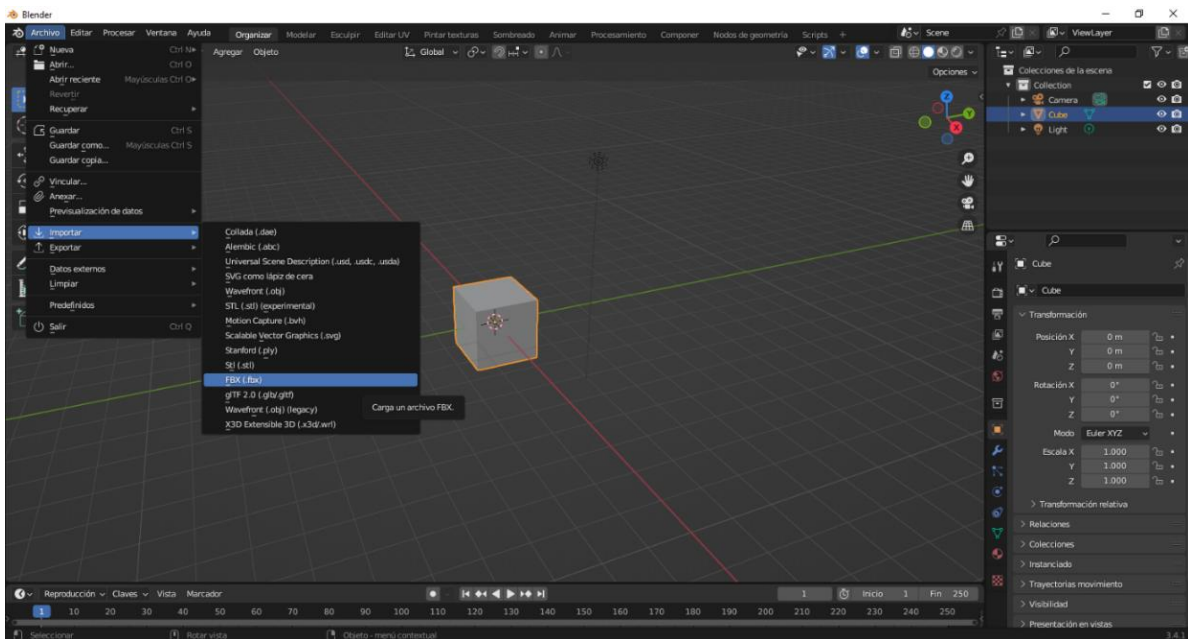 Blender
Archivo Editar Procesar Ventana Ayuda Organizar Modelar Esculpir Editar UV Pintar texturas Sombreado Animar Procesamiento Componer Nodos de geometría Scripts + Scene ViewLayer
Agregar Objeto Global
Opciones
Nueva Ctrl N
Abrir... Ctrl O
Abrir reciente Mayúsculas Ctrl O
Revertir
Recuperar
Guardar Ctrl S
Guardar como... Mayúsculas Ctrl S
Guardar copia...
Vincular...
Anexar...
Previsualización de datos
Importar
Exportar
Datos externos
Limpiar
Predefinidos
Salir Ctrl Q
Collada (.dae)
Alembic (.abc)
Universal Scene Description (.usd, .usdc, .usda)
SVG como lápiz de cera
Wavefront (.obj)
STL (.stl) (experimental)
Motion Capture (.bvh)
Scalable Vector Graphics (.svg)
Stanford (.ply)
Stl (.stl)
FBX (.fbx)
glTF 2.0 (.glb/.gltf)
Wavefront (.obj) (legacy)
X3D Extensible 3D (.x3d/.wrl)
Carga un archivo FBX.
Z
Y
X
Colecciones de la escena
Collection
Camera
Cube
Light
Cube
Cube
Transformación
Posición X 0 m
Y 0 m
Z 0 m
Rotación X 0°
Y 0°
Z 0°
Modo Euler XYZ
Escala X 1.000
Y 1.000
Z 1.000
Transformación relativa
Relaciones
Colecciones
Instanciado
Trayectorias movimiento
Visibilidad
Presentación en vistas
Reproducción Claves Vista Marcador 1 Inicio 1 Fin 250
1 10 20 30 40 50 60 70 80 90 100 110 120 130 140 150 160 170 180 190 200 210 220 230 240 250
Seleccionar Rotar vista Objeto - menú contextual 3.4.1